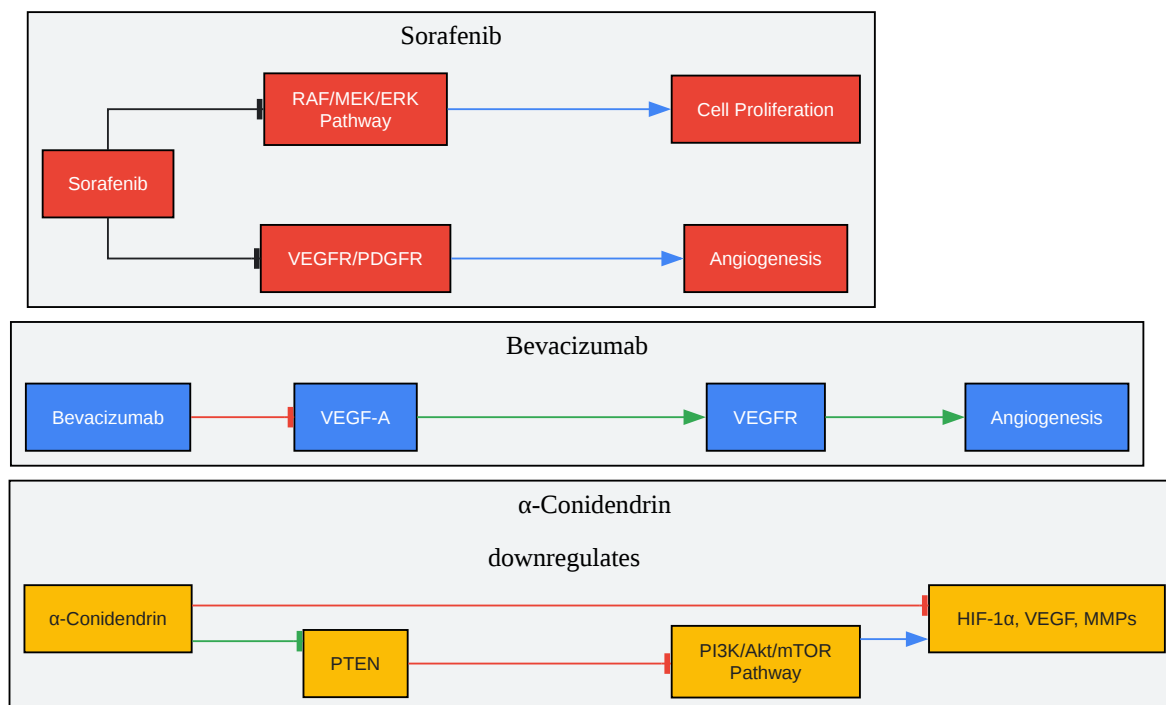 Sorafenib
RAF/MEK/ERK
Pathway
Cell Proliferation
Sorafenib
VEGFR/PDGFR
Angiogenesis
Bevacizumab
Bevacizumab
VEGF-A
VEGFR
Angiogenesis
α-Conidendrin
downregulates
α-Conidendrin
HIF-1α, VEGF, MMPs
PTEN
PI3K/Akt/mTOR
Pathway